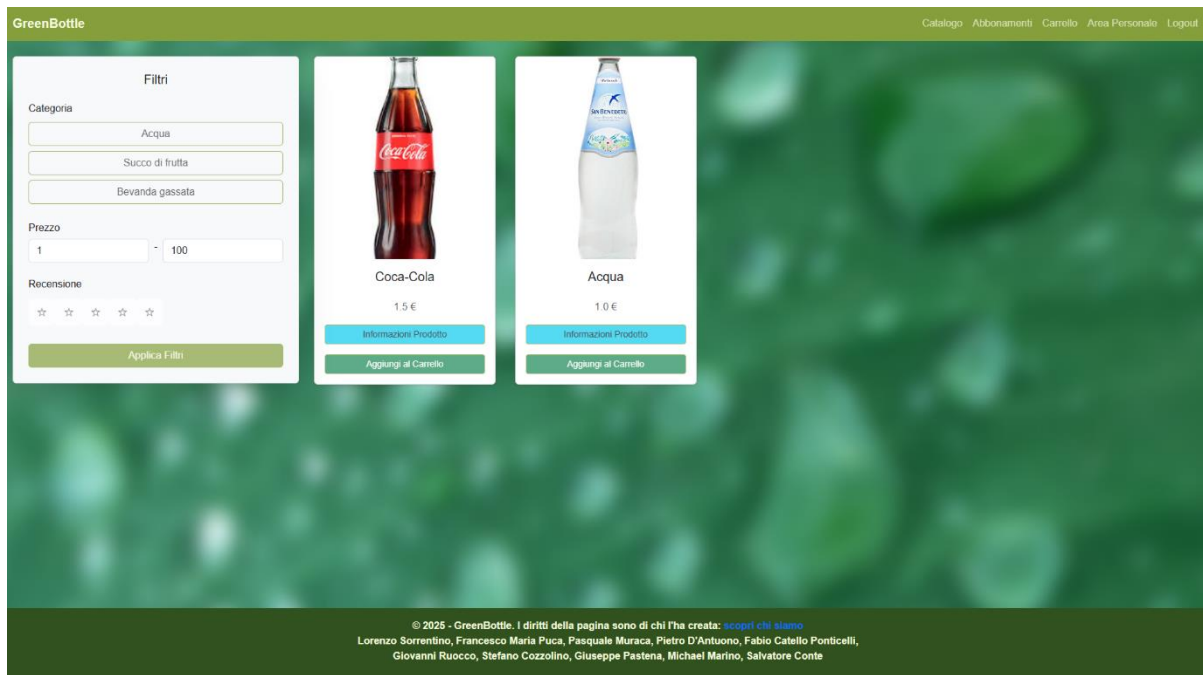 GreenBottle
Catalogo Abbonamenti Carrello Area Personale Logout
Filtri
Categoria
Acqua
Succo di frutta
Bevanda gassata
Prezzo
1 - 100
Recensione
Applica Filtri
Coca-Cola
Coca-Cola
1.5 €
Informazioni Prodotto
Aggiungi al Carrello
SAN BENEDETTO
Acqua
1.0 €
Informazioni Prodotto
Aggiungi al Carrello
© 2025 - GreenBottle. I diritti della pagina sono di chi l'ha creata: scopri chi siamo
Lorenzo Sorrentino, Francesco Maria Puca, Pasquale Muraca, Pietro D'Antuono, Fabio Catello Ponticelli,
Giovanni Ruocco, Stefano Cozzolino, Giuseppe Pastena, Michael Marino, Salvatore Conte